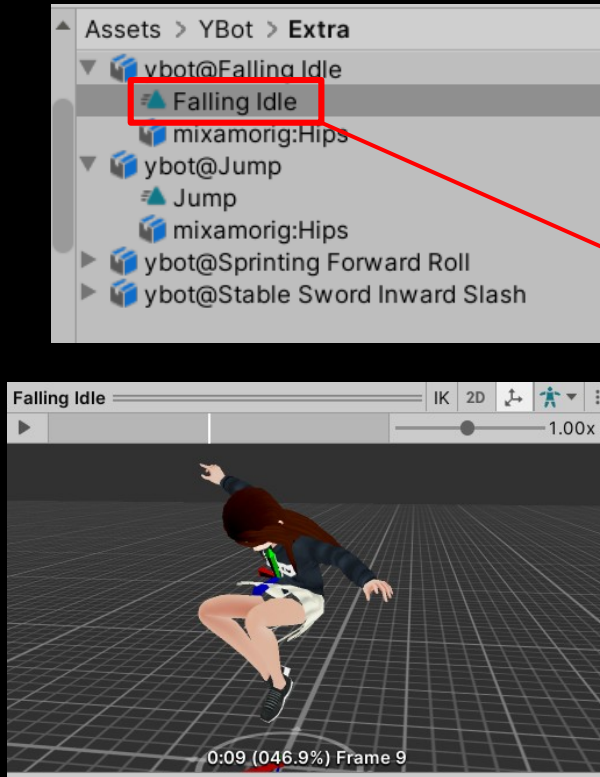 Assets > YBot > Extra
ybot@Falling Idle
Falling Idle
mixamorig:Hips
ybot@Jump
Jump
mixamorig:Hips
ybot@Sprinting Forward Roll
ybot@Stable Sword Inward Slash
Falling Idle IK 2D
1.00x
0:09 (046.9%) Frame 9